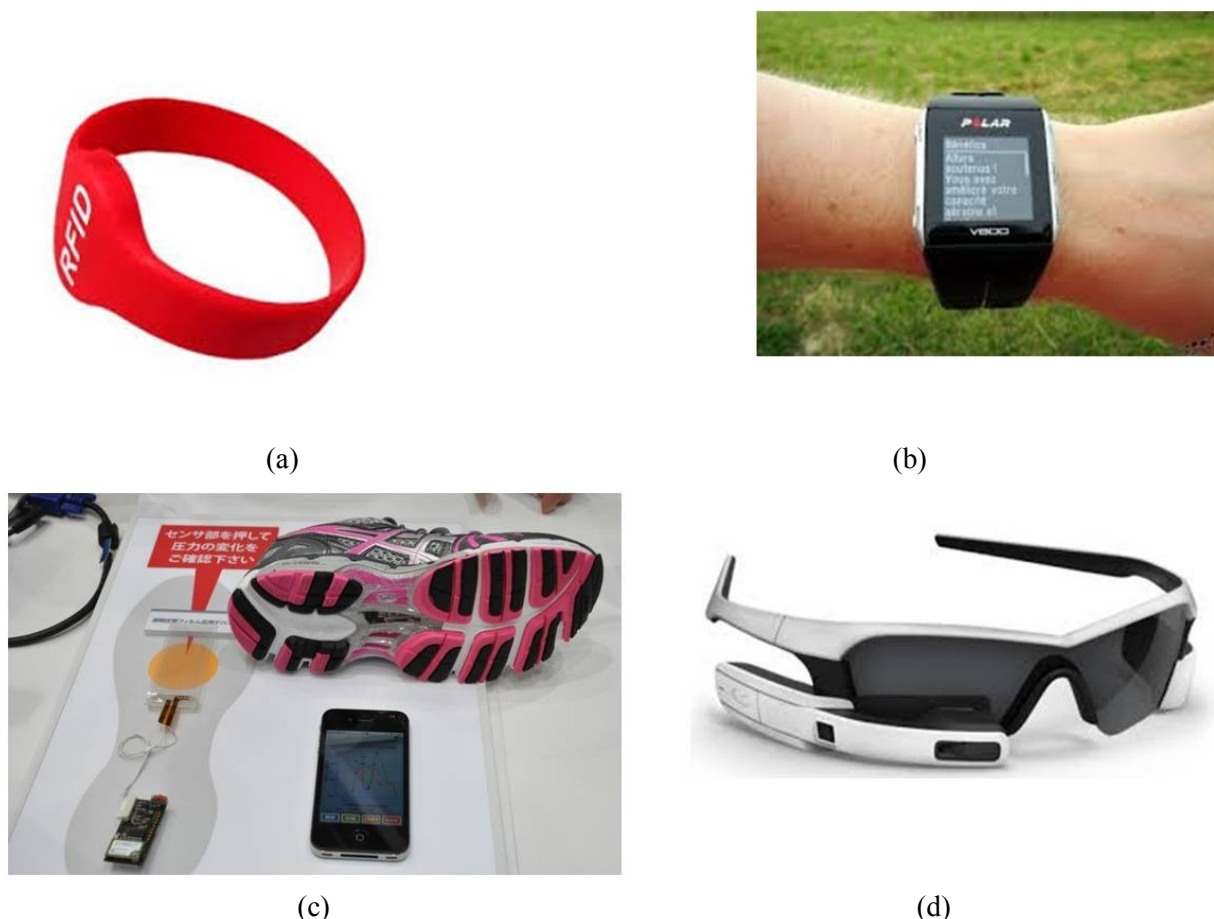 RFID
POLAR
Bénéfice
Allure
soutenue !
Vous avez
amélioré votre
capacité
aérobie et
V800
(a)
(b)
センサ部を押して
圧力の変化を
ご確認下さい
(c)
(d)